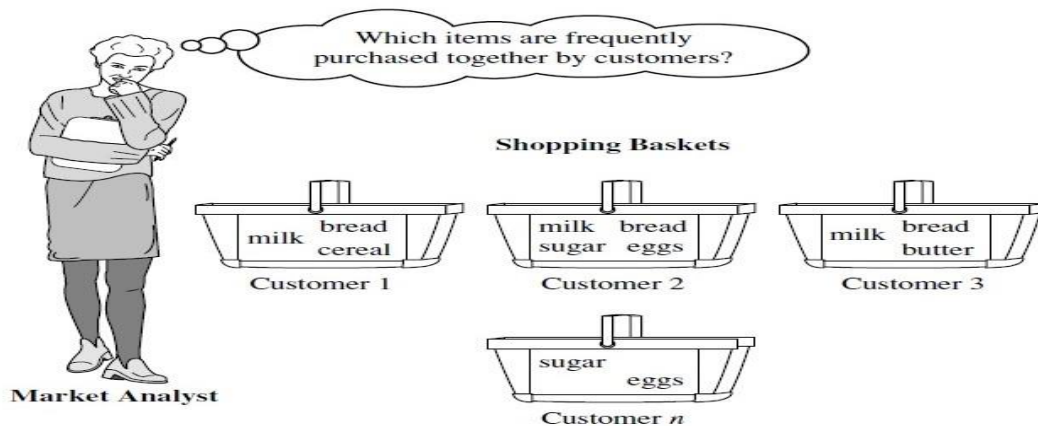 Which items are frequently
purchased together by customers?
Shopping Baskets
milk bread
cereal
Customer 1
milk bread
sugar eggs
Customer 2
milk bread
butter
Customer 3
sugar
eggs
Customer n
Market Analyst